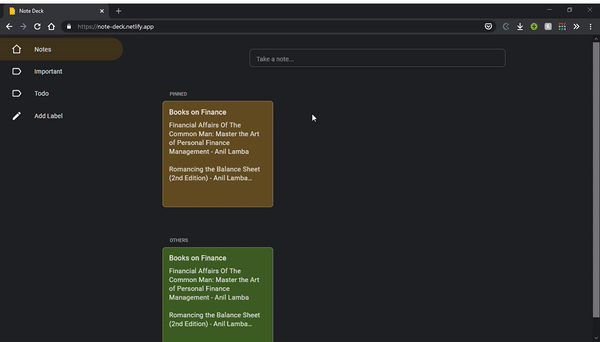 Note Deck
https://note-deck.netlify.app
Notes
Important
Todo
Add Label
Take a note...
PINNED
Books on Finance
Financial Affairs Of The
Common Man: Master the Art
of Personal Finance
Management - Anil Lamba
Romancing the Balance Sheet
(2nd Edition) - Anil Lamba...
OTHERS
Books on Finance
Financial Affairs Of The
Common Man: Master the Art
of Personal Finance
Management - Anil Lamba
Romancing the Balance Sheet
(2nd Edition) - Anil Lamba...